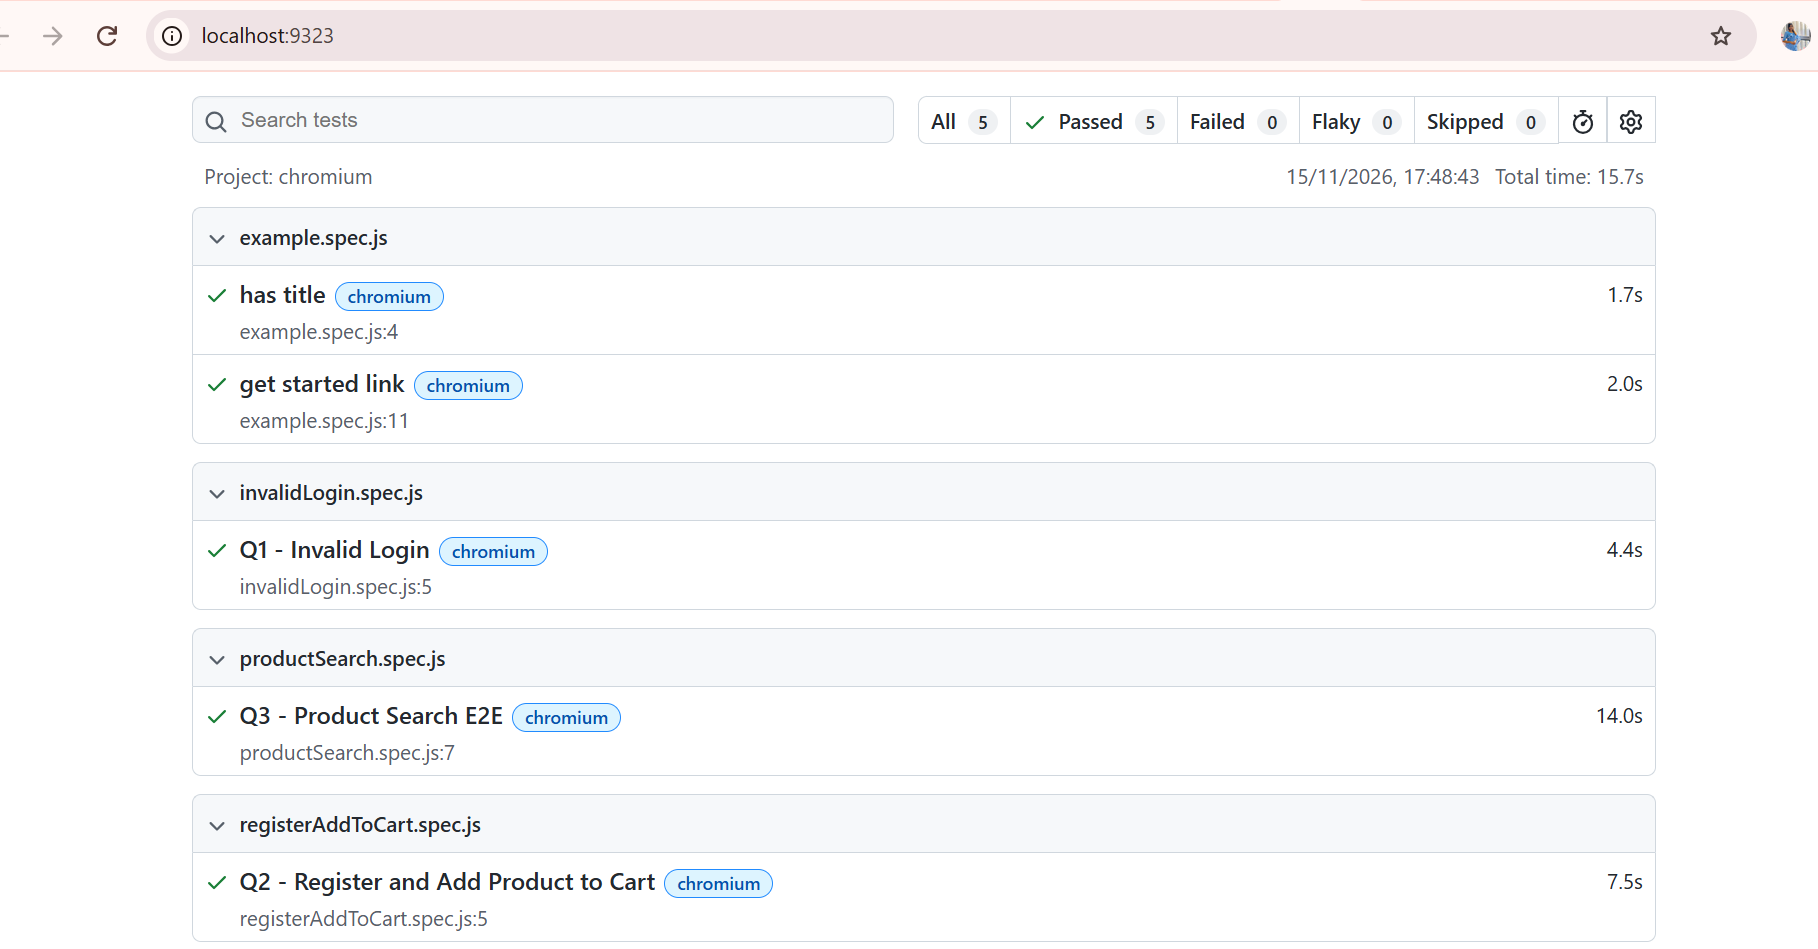 localhost:9323
Search tests
All 5 Passed 5 Failed 0 Flaky 0 Skipped 0
Project: chromium 15/11/2026, 17:48:43 Total time: 15.7s
example.spec.js
has title chromium 1.7s
example.spec.js:4
get started link chromium 2.0s
example.spec.js:11
invalidLogin.spec.js
Q1 - Invalid Login chromium 4.4s
invalidLogin.spec.js:5
productSearch.spec.js
Q3 - Product Search E2E chromium 14.0s
productSearch.spec.js:7
registerAddToCart.spec.js
Q2 - Register and Add Product to Cart chromium 7.5s
registerAddToCart.spec.js:5